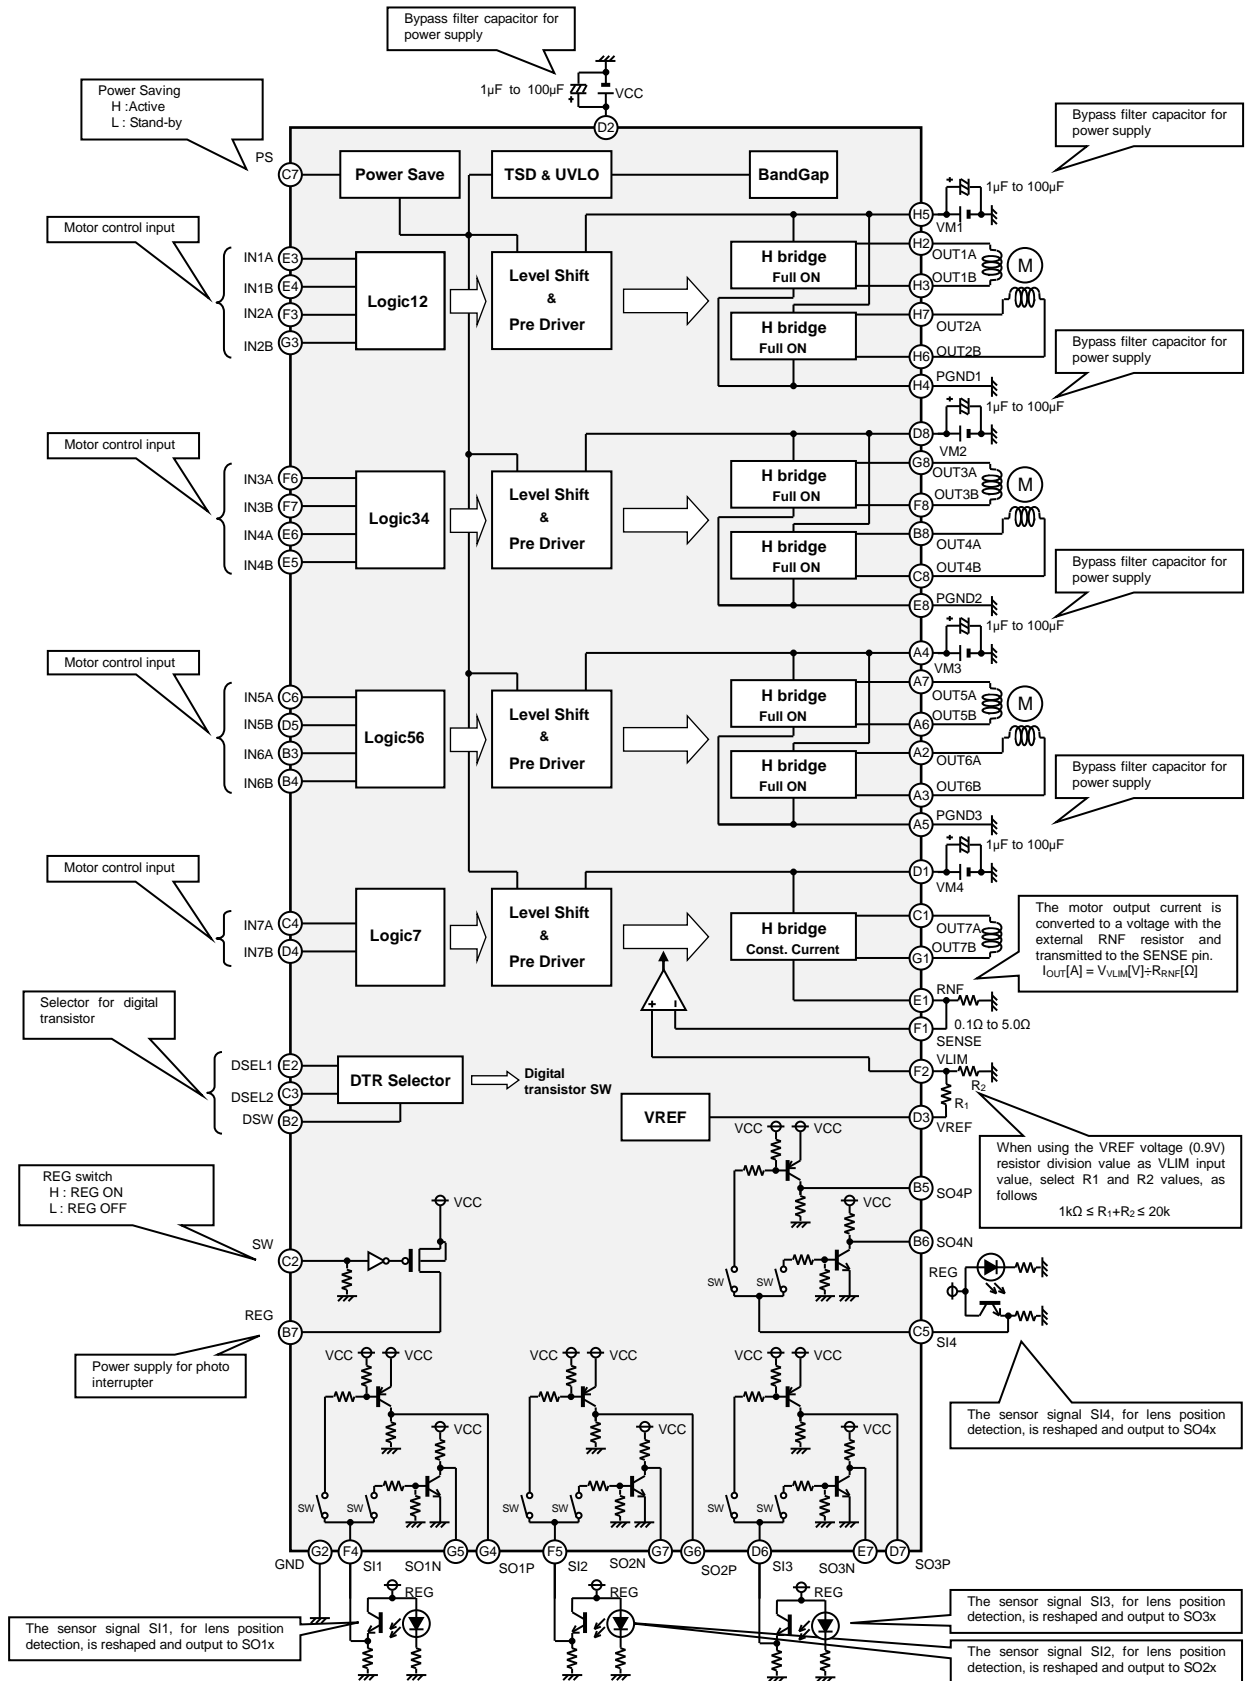 Bypass filter capacitor for
power supply
1µF to 100µF
VCC
D2
Power Saving
H :Active
L : Stand-by
PS
C7
Power Save
TSD & UVLO
BandGap
Bypass filter capacitor for
power supply
1µF to 100µF
H5
VM1
Motor control input
IN1A E3
IN1B E4
IN2A F3
IN2B G3
Logic12
Level Shift
&
Pre Driver
H bridge
Full ON
H bridge
Full ON
H2
OUT1A
OUT1B
H3
M
H7
OUT2A
OUT2B
H6
PGND1
H4
Bypass filter capacitor for
power supply
1µF to 100µF
D8
VM2
Motor control input
IN3A F6
IN3B F7
IN4A E6
IN4B E5
Logic34
Level Shift
&
Pre Driver
H bridge
Full ON
H bridge
Full ON
G8
OUT3A
OUT3B
F8
M
B8
OUT4A
OUT4B
C8
PGND2
E8
Bypass filter capacitor for
power supply
1µF to 100µF
A4
VM3
Motor control input
IN5A C6
IN5B D5
IN6A B3
IN6B B4
Logic56
Level Shift
&
Pre Driver
H bridge
Full ON
H bridge
Full ON
A7
OUT5A
OUT5B
A6
M
A2
OUT6A
OUT6B
A3
PGND3
A5
Bypass filter capacitor for
power supply
1µF to 100µF
D1
VM4
Motor control input
IN7A C4
IN7B D4
Logic7
Level Shift
&
Pre Driver
H bridge
Const. Current
C1
OUT7A
OUT7B
G1
The motor output current is
converted to a voltage with the
external RNF resistor and
transmitted to the SENSE pin.
IOUT[A] = VVLIM[V]÷RRNF[Ω]
RNF
E1
0.1Ω to 5.0Ω
F1
SENSE
+ −
Selector for digital
transistor
DSEL1 E2
DSEL2 C3
DSW B2
DTR Selector
Digital
transistor SW
F2
VLIM
R2
R1
VREF
D3
VREF
When using the VREF voltage (0.9V)
resistor division value as VLIM input
value, select R1 and R2 values, as
follows
1kΩ ≤ R1+R2 ≤ 20k
VCC VCC
B5
SO4P
VCC
B6
SO4N
SW
SW
REG
C5
SI4
REG switch
H : REG ON
L : REG OFF
SW
C2
VCC
REG
B7
Power supply for photo
interrupter
The sensor signal SI4, for lens position
detection, is reshaped and output to SO4x
VCC VCC
VCC
SW
SW
VCC VCC
VCC
SW
SW
VCC VCC
VCC
SW
SW
GND
G2
F4
SI1
SO1N
G5
G4
SO1P
F5
SI2
SO2N
G7
G6
SO2P
D6
SI3
SO3N
E7
D7
SO3P
REG
REG
REG
The sensor signal SI1, for lens position
detection, is reshaped and output to SO1x
The sensor signal SI3, for lens position
detection, is reshaped and output to SO3x
The sensor signal SI2, for lens position
detection, is reshaped and output to SO2x